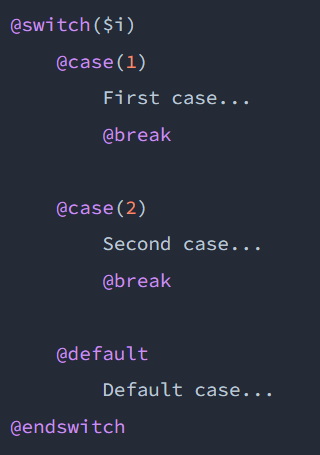 @switch($i)
    @case(1)
        First case...
        @break

    @case(2)
        Second case...
        @break

    @default
        Default case...
@endswitch